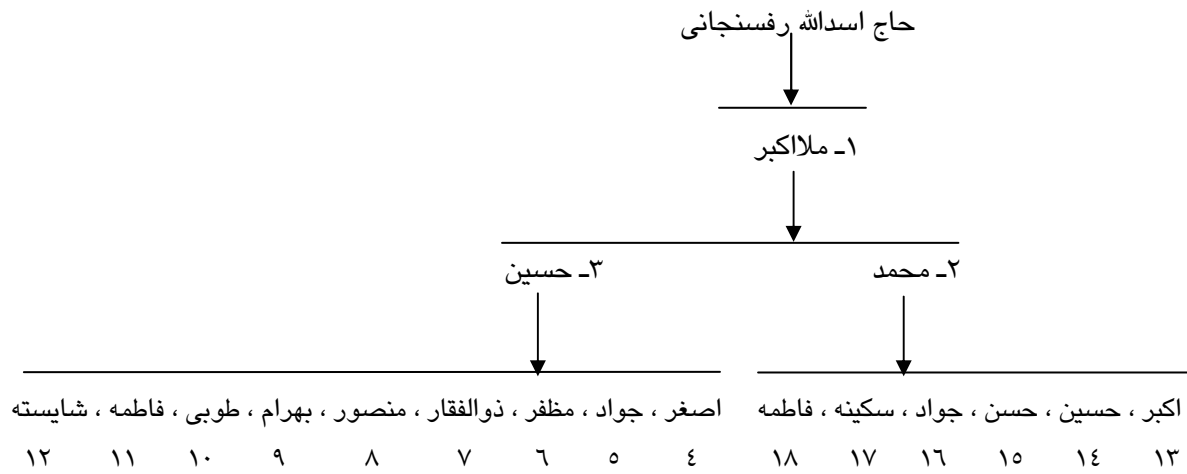 حاج اسدالله رفسنجانی
۱ـ ملااکبر
۲ـ محمد
۳ـ حسین
اکبر ، حسین ، حسن ، جواد ، سکینه ، فاطمه
۱۳ ۱٤ ۱٥ ۱٦ ۱۷ ۱۸
اصغر ، جواد ، مظفر ، ذوالفقار ، منصور ، بهرام ، طوبی ، فاطمه ، شایسته
٤ ٥ ٦ ۷ ۸ ۹ ۱۰ ۱۱ ۱۲